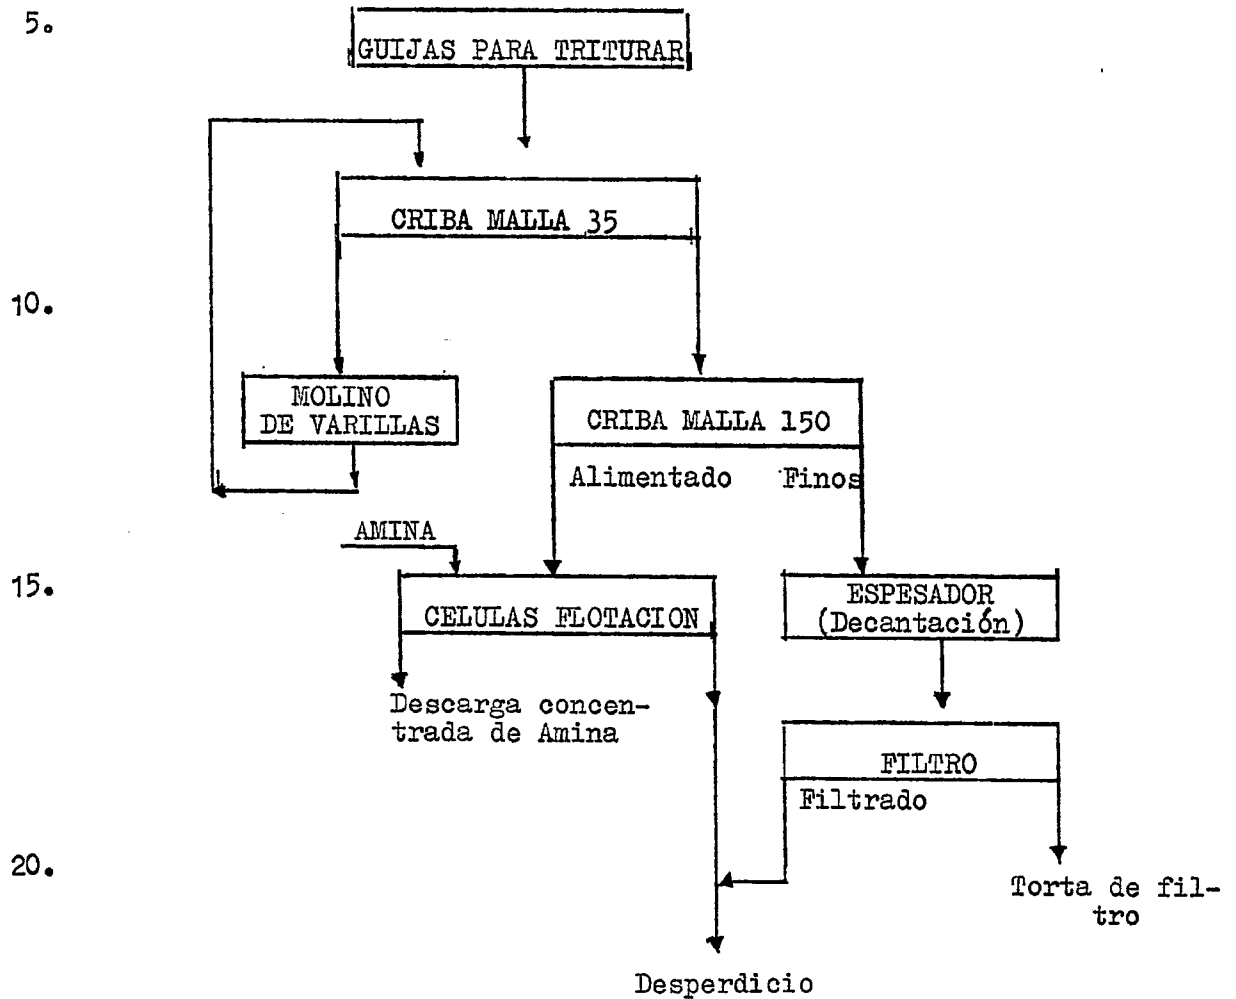 5.
GUIJAS PARA TRITURAR
CRIBA MALLA 35
10.
MOLINO
DE VARILLAS
CRIBA MALLA 150
Alimentado Finos
AMINA
15.
CELULAS FLOTACION
ESPESADOR
(Decantación)
Descarga concen-
trada de Amina
FILTRO
Filtrado
20.
Torta de fil-
tro
Desperdicio